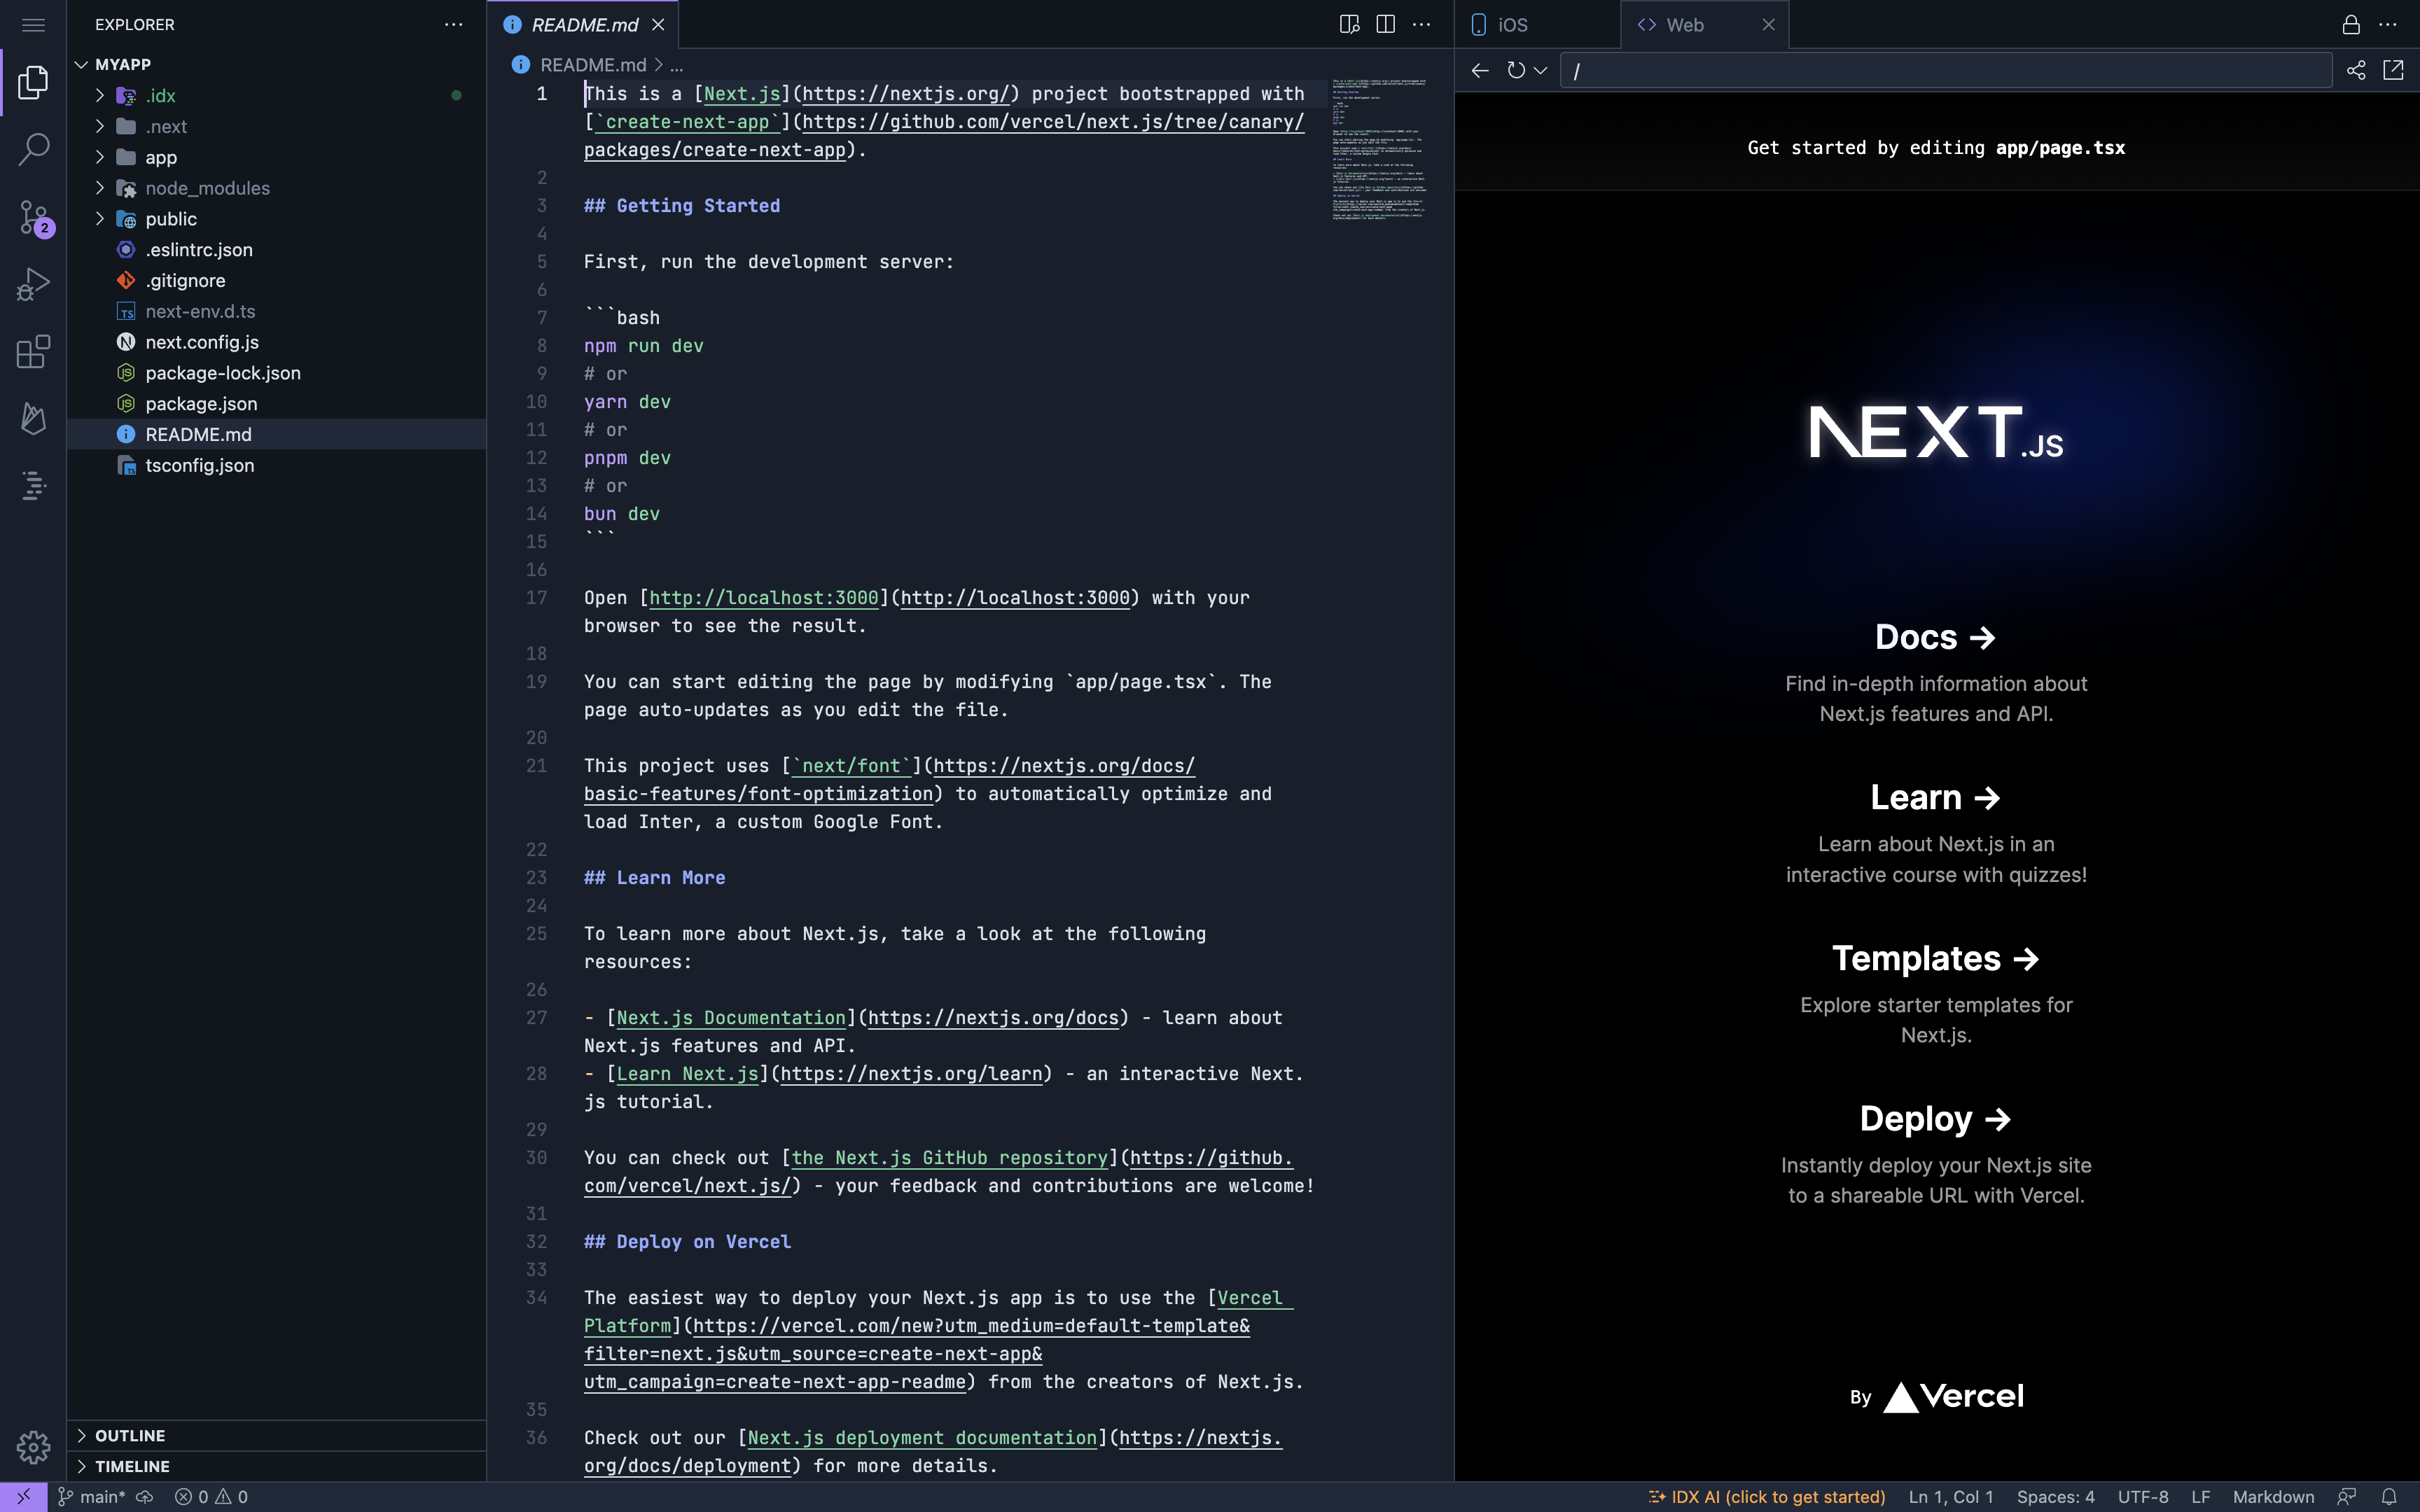 EXPLORER
MYAPP
.idx
.next
app
node_modules
public
.eslintrc.json
.gitignore
next-env.d.ts
next.config.js
package-lock.json
package.json
README.md
tsconfig.json
OUTLINE
TIMELINE
2
README.md
README.md > ...
1 This is a [Next.js](https://nextjs.org/) project bootstrapped with
[`create-next-app`](https://github.com/vercel/next.js/tree/canary/
packages/create-next-app).
2
3 ## Getting Started
4
5 First, run the development server:
6
7 ```bash
8 npm run dev
9 # or
10 yarn dev
11 # or
12 pnpm dev
13 # or
14 bun dev
15 ```
16
17 Open [http://localhost:3000](http://localhost:3000) with your
browser to see the result.
18
19 You can start editing the page by modifying `app/page.tsx`. The
page auto-updates as you edit the file.
20
21 This project uses [`next/font`](https://nextjs.org/docs/
basic-features/font-optimization) to automatically optimize and
load Inter, a custom Google Font.
22
23 ## Learn More
24
25 To learn more about Next.js, take a look at the following
resources:
26
27 - [Next.js Documentation](https://nextjs.org/docs) - learn about
Next.js features and API.
28 - [Learn Next.js](https://nextjs.org/learn) - an interactive Next.
js tutorial.
29
30 You can check out [the Next.js GitHub repository](https://github.
com/vercel/next.js/) - your feedback and contributions are welcome!
31
32 ## Deploy on Vercel
33
34 The easiest way to deploy your Next.js app is to use the [Vercel
Platform](https://vercel.com/new?utm_medium=default-template&
filter=next.js&utm_source=create-next-app&
utm_campaign=create-next-app-readme) from the creators of Next.js.
35
36 Check out our [Next.js deployment documentation](https://nextjs.
org/docs/deployment) for more details.
iOS
Web
/
Get started by editing app/page.tsx
NEXT.JS
Docs →
Find in-depth information about
Next.js features and API.
Learn →
Learn about Next.js in an
interactive course with quizzes!
Templates →
Explore starter templates for
Next.js.
Deploy →
Instantly deploy your Next.js site
to a shareable URL with Vercel.
By Vercel
main* 0 0 IDX AI (click to get started) Ln 1, Col 1 Spaces: 4 UTF-8 LF Markdown